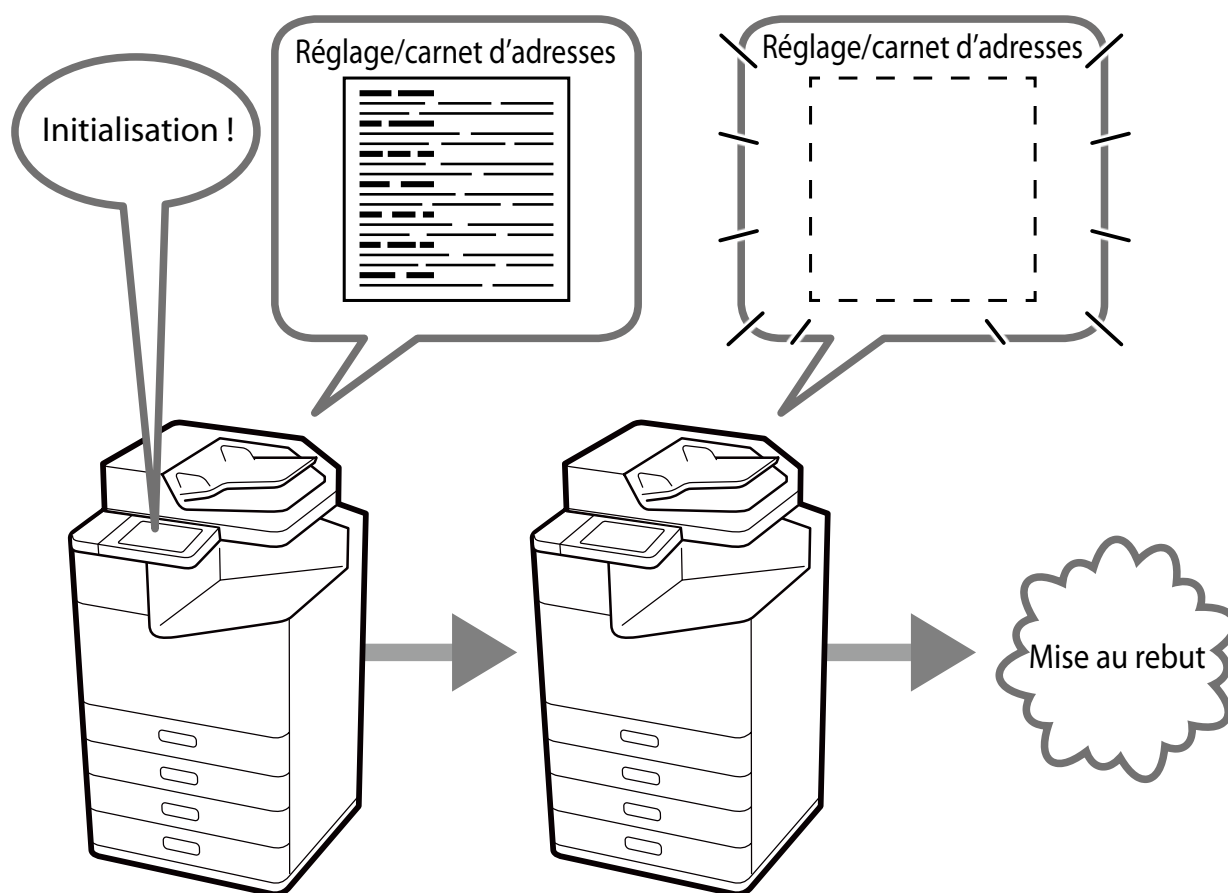 Initialisation !
Réglage/carnet d'adresses
Réglage/carnet d'adresses
Mise au rebut